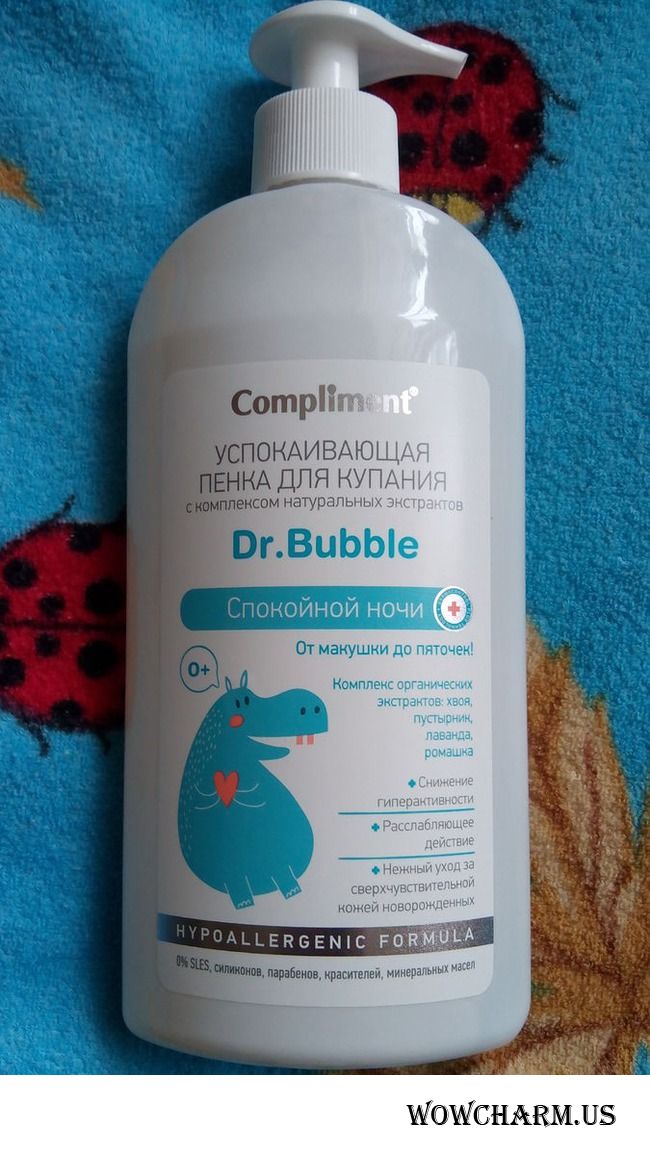 Compliment®
УСПОКАИВАЮЩАЯ
ПЕНКА ДЛЯ КУПАНИЯ
с комплексом натуральных экстрактов
Dr.Bubble
Спокойной ночи
От макушки до пяточек!
0+
Комплекс органических
экстрактов: хвоя,
пустырник,
лаванда,
ромашка
Снижение
гиперактивности
Расслабляющее
действие
Нежный уход за
сверхчувствительной
кожей новорожденных
HYPOALLERGENIC FORMULA
0% SLES, силиконов, парабенов, красителей, минеральных масел
WOWCHARM.US